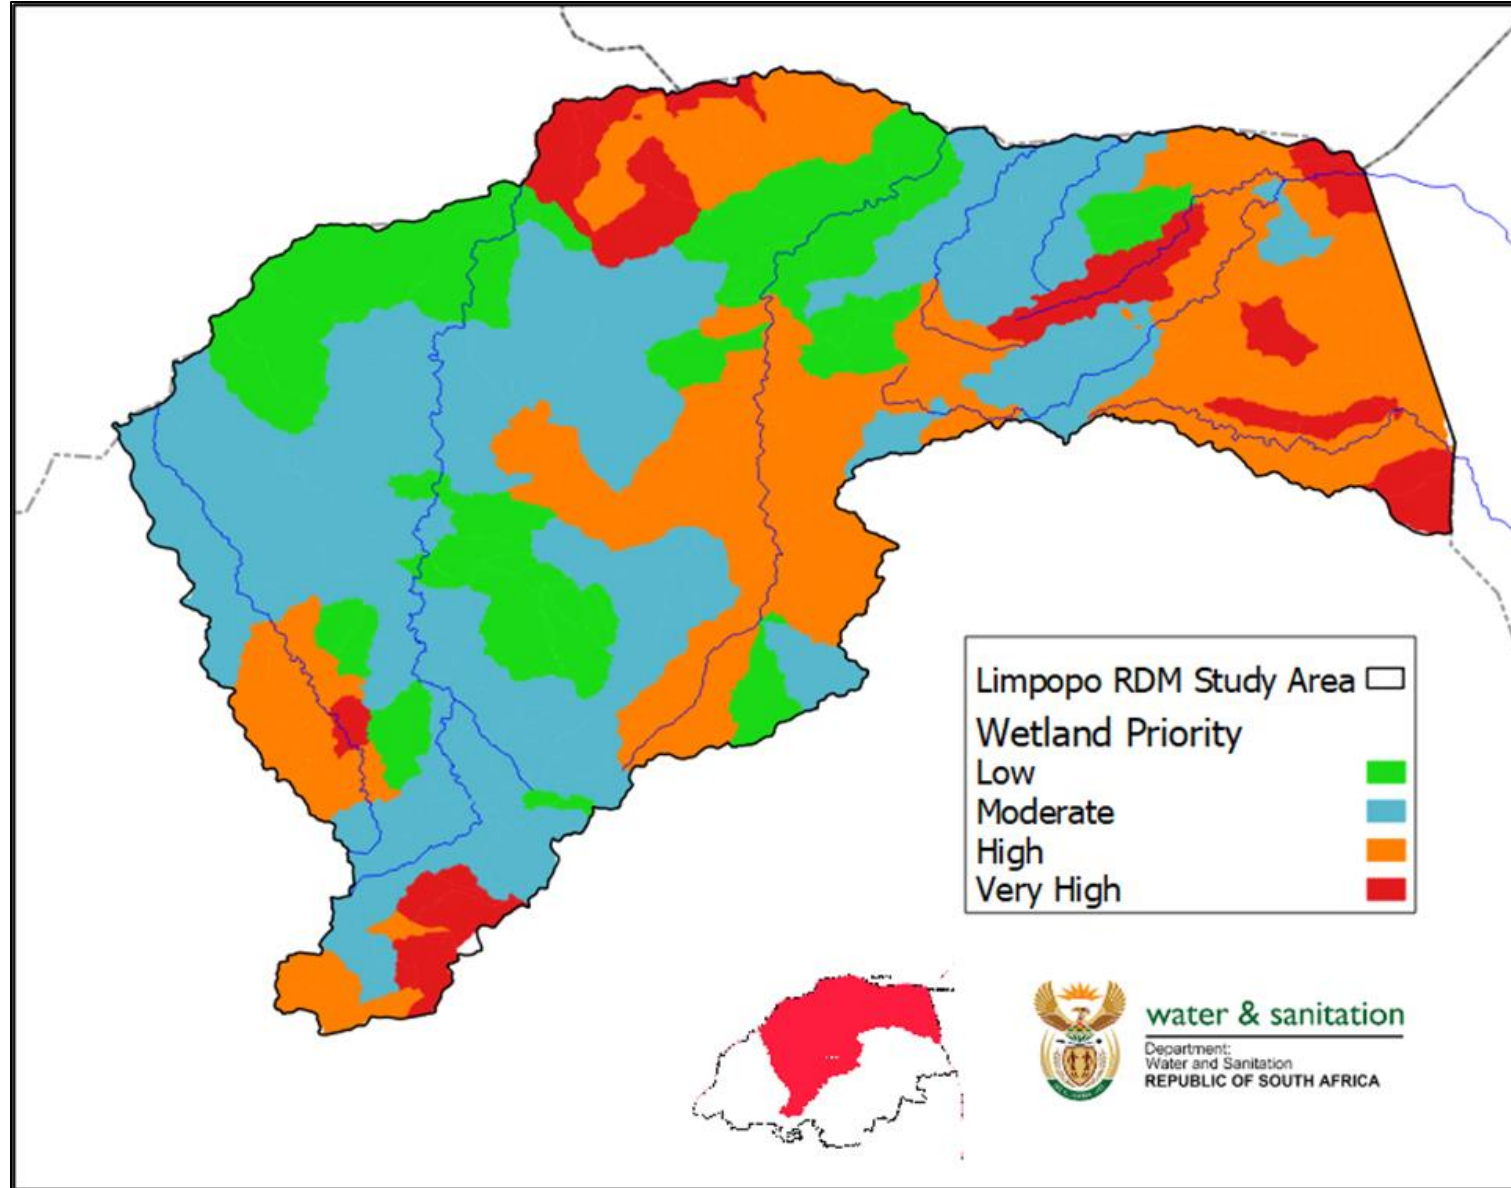 Limpopo RDM Study Area
Wetland Priority
Low
Moderate
High
Very High
water & sanitation
Department:
Water and Sanitation
REPUBLIC OF SOUTH AFRICA